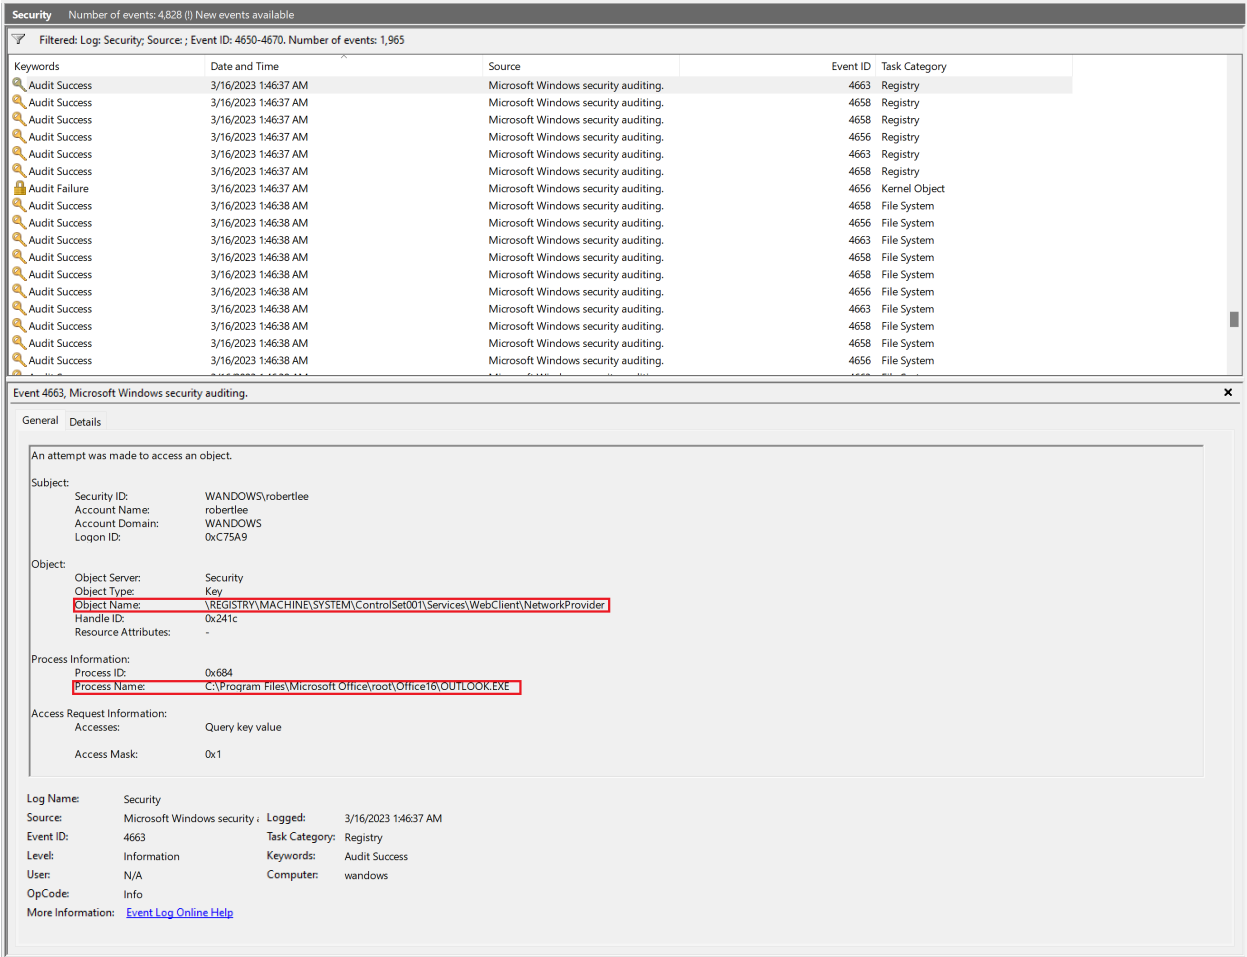 Security Number of events: 4,828 (!) New events available
Filtered: Log: Security; Source: ; Event ID: 4650-4670. Number of events: 1,965
Keywords Date and Time Source Event ID Task Category
Audit Success 3/16/2023 1:46:37 AM Microsoft Windows security auditing. 4663 Registry
Audit Success 3/16/2023 1:46:37 AM Microsoft Windows security auditing. 4658 Registry
Audit Success 3/16/2023 1:46:37 AM Microsoft Windows security auditing. 4658 Registry
Audit Success 3/16/2023 1:46:37 AM Microsoft Windows security auditing. 4656 Registry
Audit Success 3/16/2023 1:46:37 AM Microsoft Windows security auditing. 4663 Registry
Audit Success 3/16/2023 1:46:37 AM Microsoft Windows security auditing. 4658 Registry
Audit Failure 3/16/2023 1:46:37 AM Microsoft Windows security auditing. 4656 Kernel Object
Audit Success 3/16/2023 1:46:38 AM Microsoft Windows security auditing. 4658 File System
Audit Success 3/16/2023 1:46:38 AM Microsoft Windows security auditing. 4656 File System
Audit Success 3/16/2023 1:46:38 AM Microsoft Windows security auditing. 4663 File System
Audit Success 3/16/2023 1:46:38 AM Microsoft Windows security auditing. 4658 File System
Audit Success 3/16/2023 1:46:38 AM Microsoft Windows security auditing. 4658 File System
Audit Success 3/16/2023 1:46:38 AM Microsoft Windows security auditing. 4656 File System
Audit Success 3/16/2023 1:46:38 AM Microsoft Windows security auditing. 4663 File System
Audit Success 3/16/2023 1:46:38 AM Microsoft Windows security auditing. 4658 File System
Audit Success 3/16/2023 1:46:38 AM Microsoft Windows security auditing. 4658 File System
Audit Success 3/16/2023 1:46:38 AM Microsoft Windows security auditing. 4656 File System
Event 4663, Microsoft Windows security auditing.
General Details
An attempt was made to access an object.
Subject:
Security ID: WANDOWS\robertlee
Account Name: robertlee
Account Domain: WANDOWS
Logon ID: 0xC75A9
Object:
Object Server: Security
Object Type: Key
Object Name: \REGISTRY\MACHINE\SYSTEM\ControlSet001\Services\WebClient\NetworkProvider
Handle ID: 0x241c
Resource Attributes: -
Process Information:
Process ID: 0x684
Process Name: C:\Program Files\Microsoft Office\root\Office16\OUTLOOK.EXE
Access Request Information:
Accesses: Query key value
Access Mask: 0x1
Log Name: Security
Source: Microsoft Windows security a Logged: 3/16/2023 1:46:37 AM
Event ID: 4663 Task Category: Registry
Level: Information Keywords: Audit Success
User: N/A Computer: wandows
OpCode: Info
More Information: Event Log Online Help